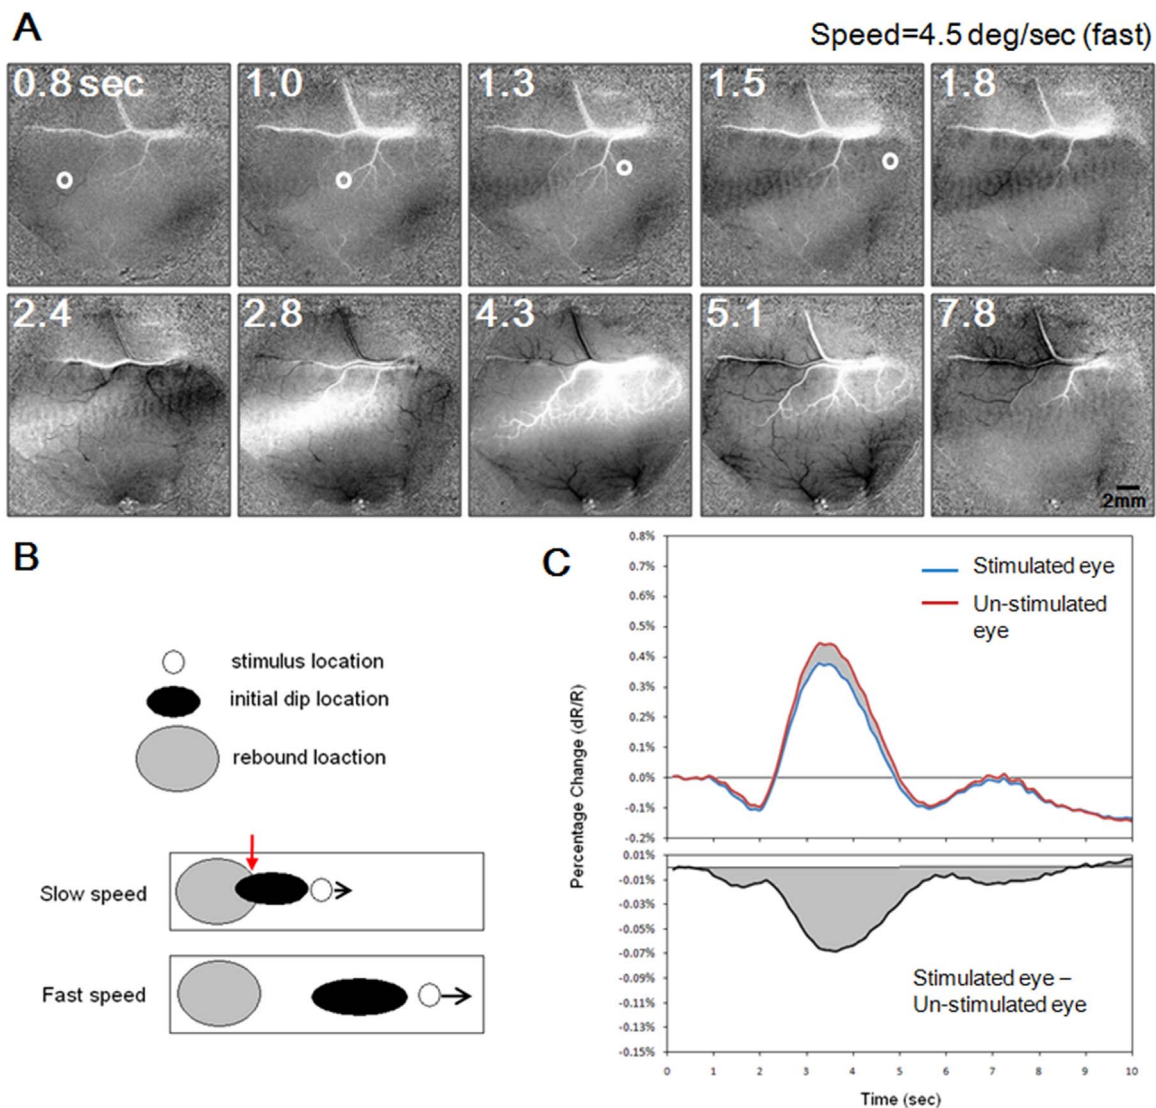 A
Speed=4.5 deg/sec (fast)
0.8 sec
1.0
1.3
1.5
1.8
2.4
2.8
4.3
5.1
7.8
2mm
B
stimulus location
initial dip location
rebound loaction
Slow speed
Fast speed
C
0.8%
0.7%
0.6%
0.5%
0.4%
0.3%
0.2%
0.1%
0.0%
-0.1%
-0.2%
Stimulated eye
Un-stimulated
eye
Percentage Change (dR/R)
0.01%
-0.01%
-0.03%
-0.05%
-0.07%
-0.09%
-0.11%
-0.13%
-0.15%
Stimulated eye –
Un-stimulated eye
0 1 2 3 4 5 6 7 8 9 10
Time (sec)